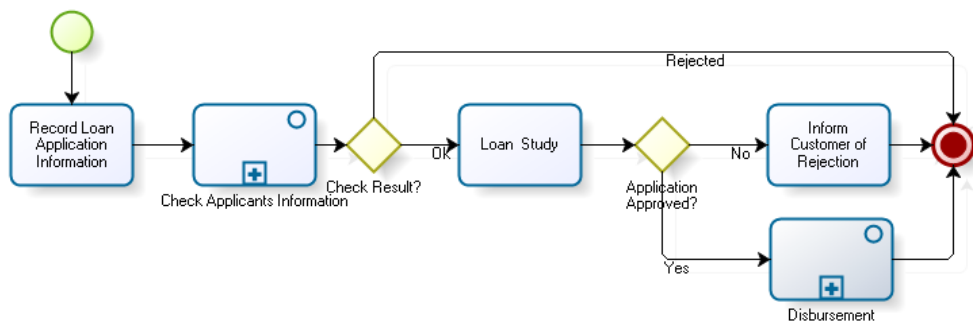 Rejected
Record Loan
Application
Information
Check Applicants Information
Check Result?
OK
Loan Study
Application
Approved?
No
Inform
Customer of
Rejection
Yes
Disbursement